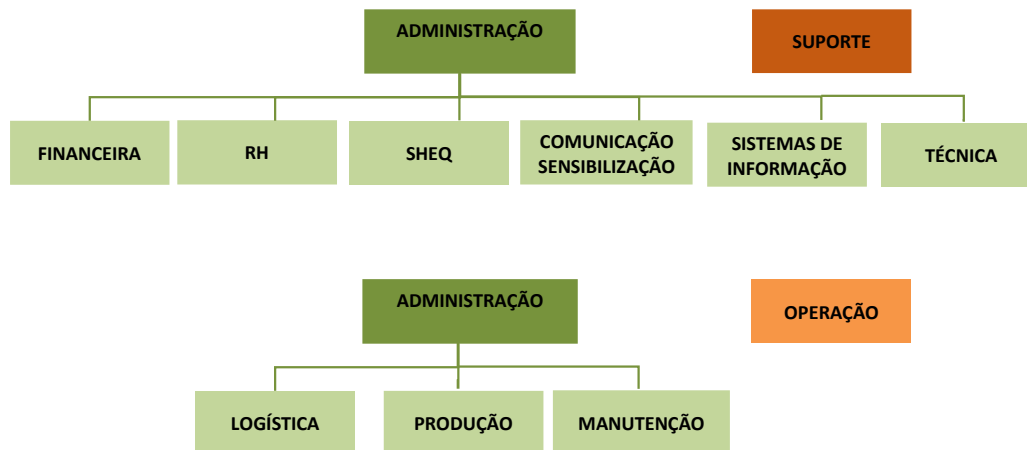 ADMINISTRAÇÃO
SUPORTE
FINANCEIRA
RH
SHEQ
COMUNICAÇÃO
SENSIBILIZAÇÃO
SISTEMAS DE
INFORMAÇÃO
TÉCNICA
ADMINISTRAÇÃO
OPERAÇÃO
LOGÍSTICA
PRODUÇÃO
MANUTENÇÃO